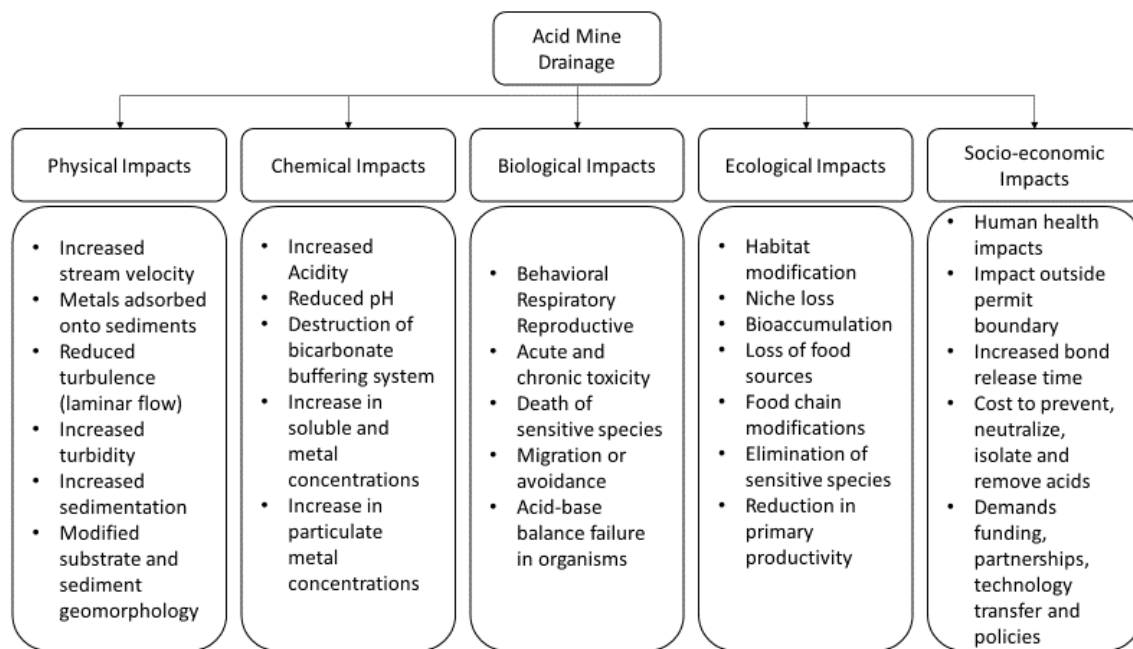 Acid Mine
Drainage
Physical Impacts
Chemical Impacts
Biological Impacts
Ecological Impacts
Socio-economic
Impacts
• Increased
stream velocity
• Metals adsorbed
onto sediments
• Reduced
turbulence
(laminar flow)
• Increased
turbidity
• Increased
sedimentation
• Modified
substrate and
sediment
geomorphology
• Increased
Acidity
• Reduced pH
• Destruction of
bicarbonate
buffering system
• Increase in
soluble and
metal
concentrations
• Increase in
particulate
metal
concentrations
• Behavioral
Respiratory
Reproductive
• Acute and
chronic toxicity
• Death of
sensitive species
• Migration or
avoidance
• Acid-base
balance failure
in organisms
• Habitat
modification
• Niche loss
• Bioaccumulation
• Loss of food
sources
• Food chain
modifications
• Elimination of
sensitive species
• Reduction in
primary
productivity
• Human health
impacts
• Impact outside
permit
boundary
• Increased bond
release time
• Cost to prevent,
neutralize,
isolate and
remove acids
• Demands
funding,
partnerships,
technology
transfer and
policies